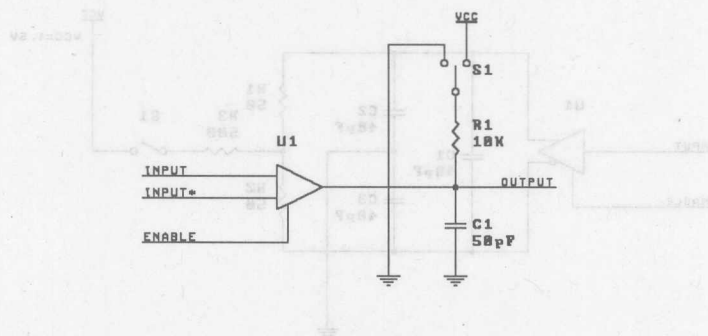 VCC
S1
R1
10K
U1
INPUT
INPUT*
ENABLE
OUTPUT
C1
50pF